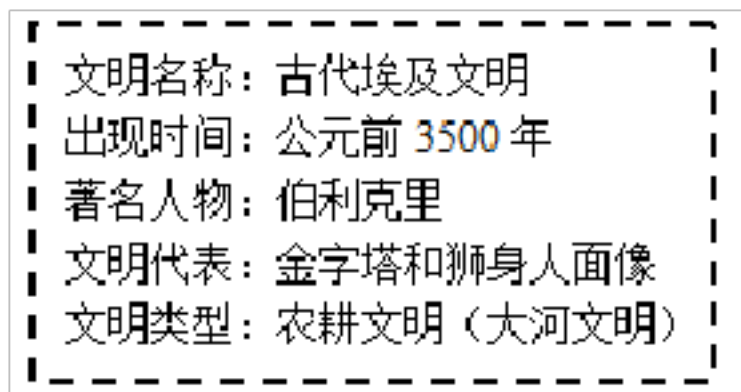 文明名称：古代埃及文明
出现时间：公元前 3500 年
著名人物：伯利克里
文明代表：金字塔和狮身人面像
文明类型：农耕文明（大河文明）